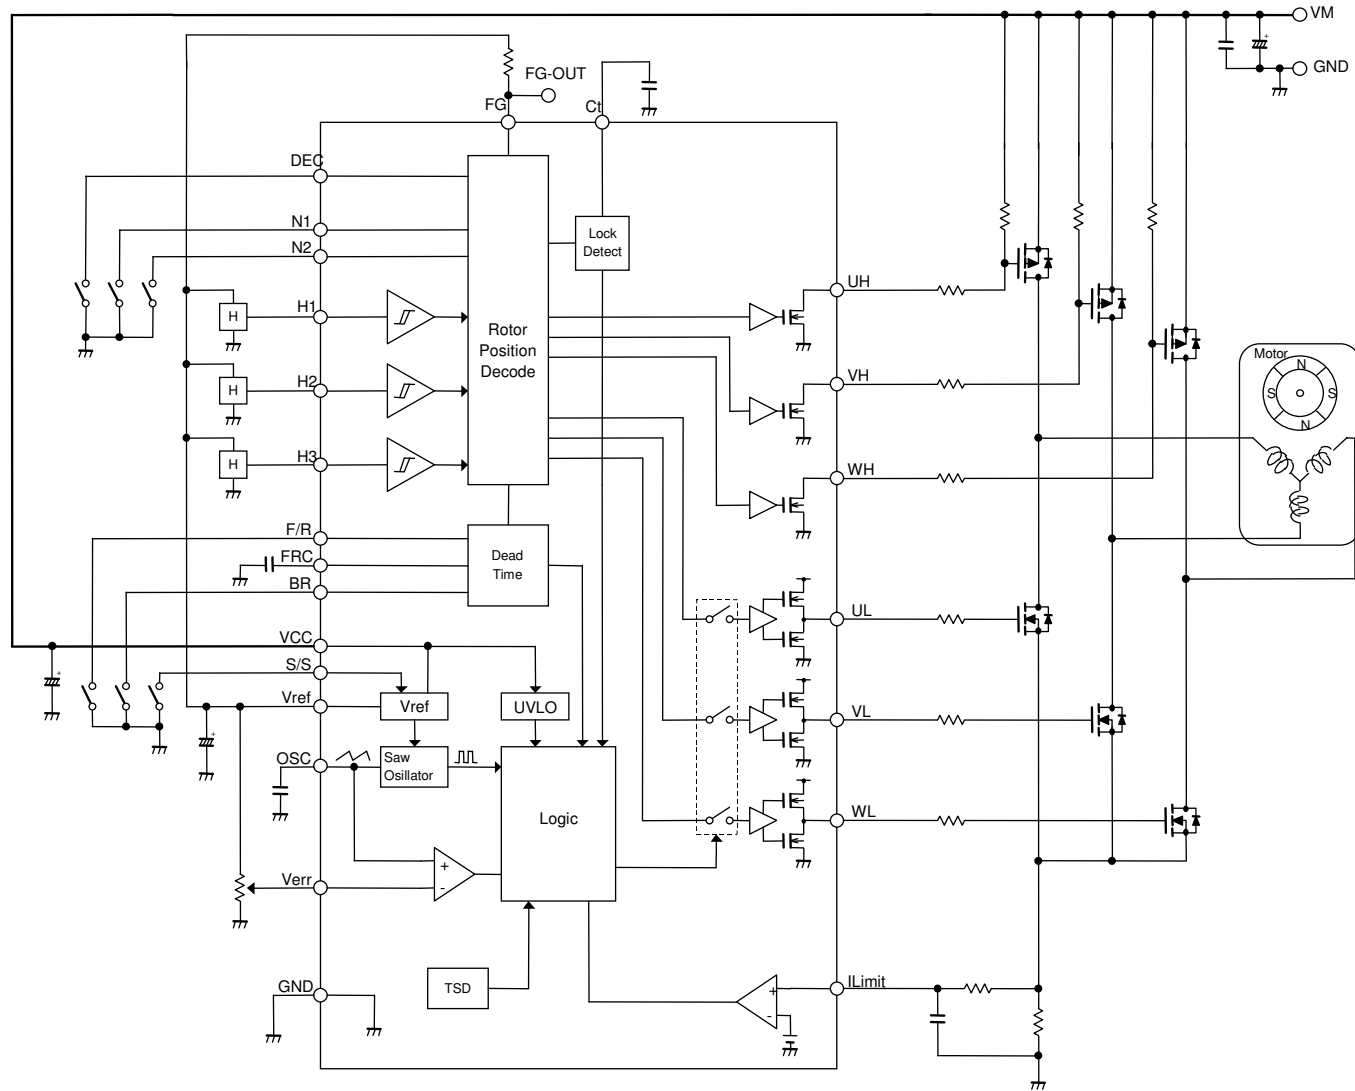 VM
GND
FG-OUT
FG
Ct
DEC
N1
N2
Lock
Detect
UH
H
H1
Rotor
Position
Decode
Motor
N
S
S
N
H
H2
VH
H
H3
WH
F/R
FRC
BR
Dead
Time
UL
VCC
S/S
Vref
Vref
UVLO
VL
OSC
Saw
Osillator
Logic
WL
+
-
Verr
TSD
GND
ILimit
+
-
+
+
+